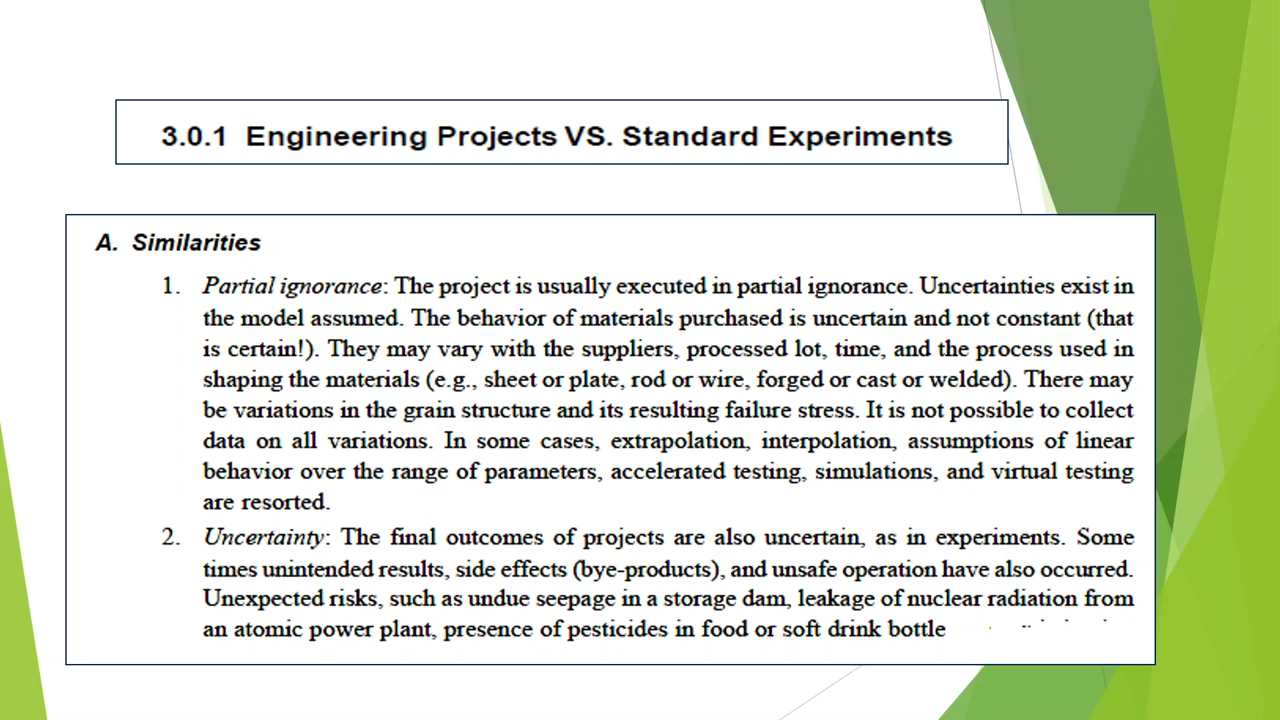 3.0.1 Engineering Projects VS. Standard Experiments
A. Similarities
1. Partial ignorance: The project is usually executed in partial ignorance. Uncertainties exist in
the model assumed. The behavior of materials purchased is uncertain and not constant (that
is certain!). They may vary with the suppliers, processed lot, time, and the process used in
shaping the materials (e.g., sheet or plate, rod or wire, forged or cast or welded). There may
be variations in the grain structure and its resulting failure stress. It is not possible to collect
data on all variations. In some cases, extrapolation, interpolation, assumptions of linear
behavior over the range of parameters, accelerated testing, simulations, and virtual testing
are resorted.
2. Uncertainty: The final outcomes of projects are also uncertain, as in experiments. Some
times unintended results, side effects (bye-products), and unsafe operation have also occurred.
Unexpected risks, such as undue seepage in a storage dam, leakage of nuclear radiation from
an atomic power plant, presence of pesticides in food or soft drink bottle